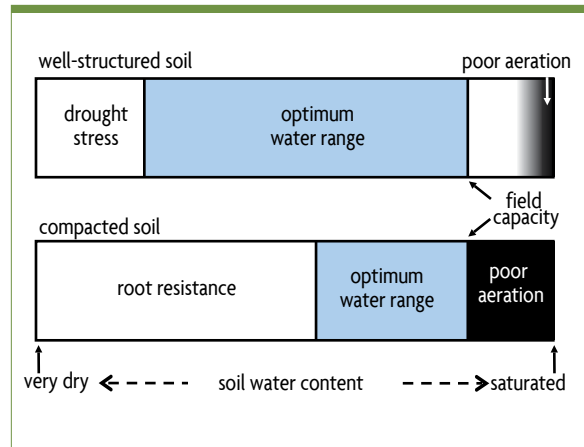 well-structured soil
poor aeration
drought
stress
optimum
water range
field
capacity
compacted soil
root resistance
optimum
water range
poor
aeration
very dry
soil water content
saturated